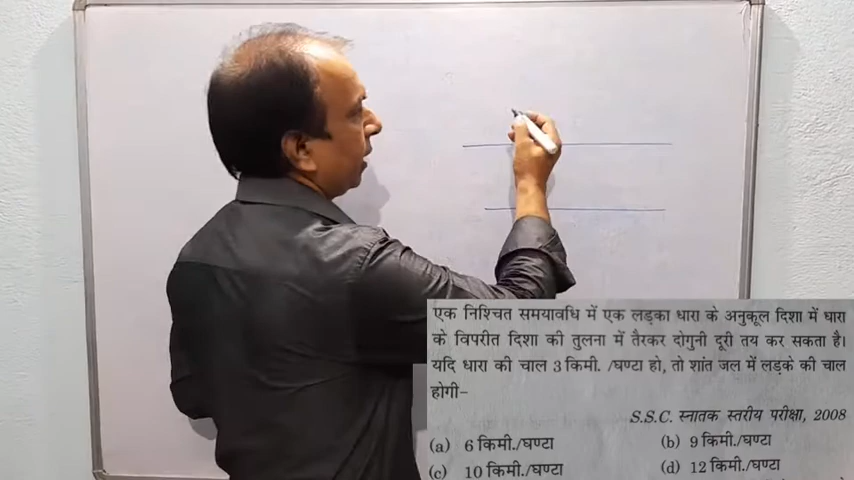 एक निश्चित समयावधि में एक लड़का धारा के अनुकूल दिशा में धारा
के विपरीत दिशा की तुलना में तैरकर दोगुनी दूरी तय कर सकता है।
यदि धारा की चाल 3 किमी. /घण्टा हो, तो शांत जल में लड़के की चाल
होगी–
S.S.C. स्नातक स्तरीय परीक्षा, 2008
(a) 6 किमी./घण्टा (b) 9 किमी./घण्टा
(c) 10 किमी./घण्टा (d) 12 किमी./घण्टा